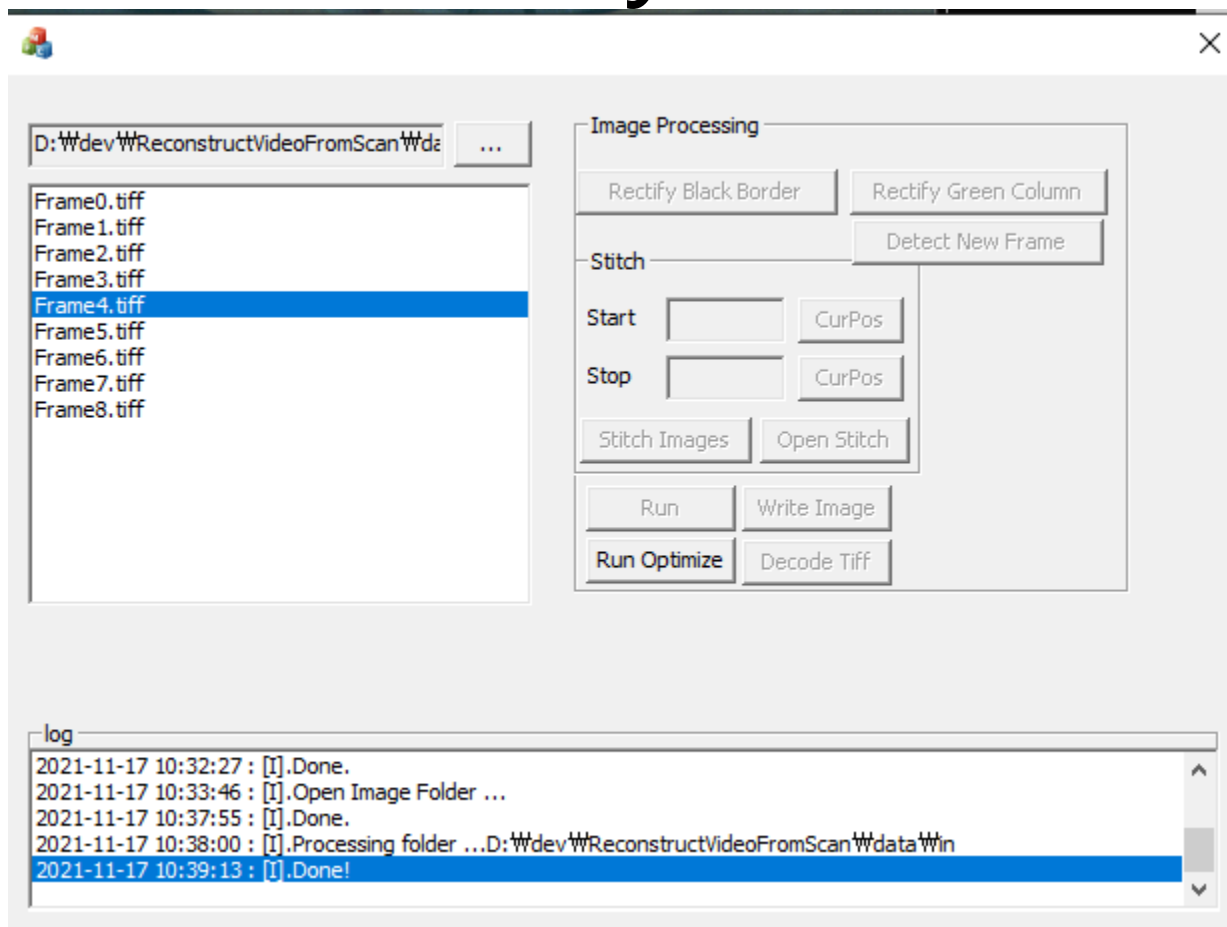 D:₩dev₩ReconstructVideoFromScan₩da
...
Frame0.tiff
Frame1.tiff
Frame2.tiff
Frame3.tiff
Frame4.tiff
Frame5.tiff
Frame6.tiff
Frame7.tiff
Frame8.tiff
Image Processing
Rectify Black Border
Rectify Green Column
Detect New Frame
Stitch
Start
CurPos
Stop
CurPos
Stitch Images
Open Stitch
Run
Write Image
Run Optimize
Decode Tiff
log
2021-11-17 10:32:27 : [I].Done.
2021-11-17 10:33:46 : [I].Open Image Folder ...
2021-11-17 10:37:55 : [I].Done.
2021-11-17 10:38:00 : [I].Processing folder ...D:₩dev₩ReconstructVideoFromScan₩data₩in
2021-11-17 10:39:13 : [I].Done!